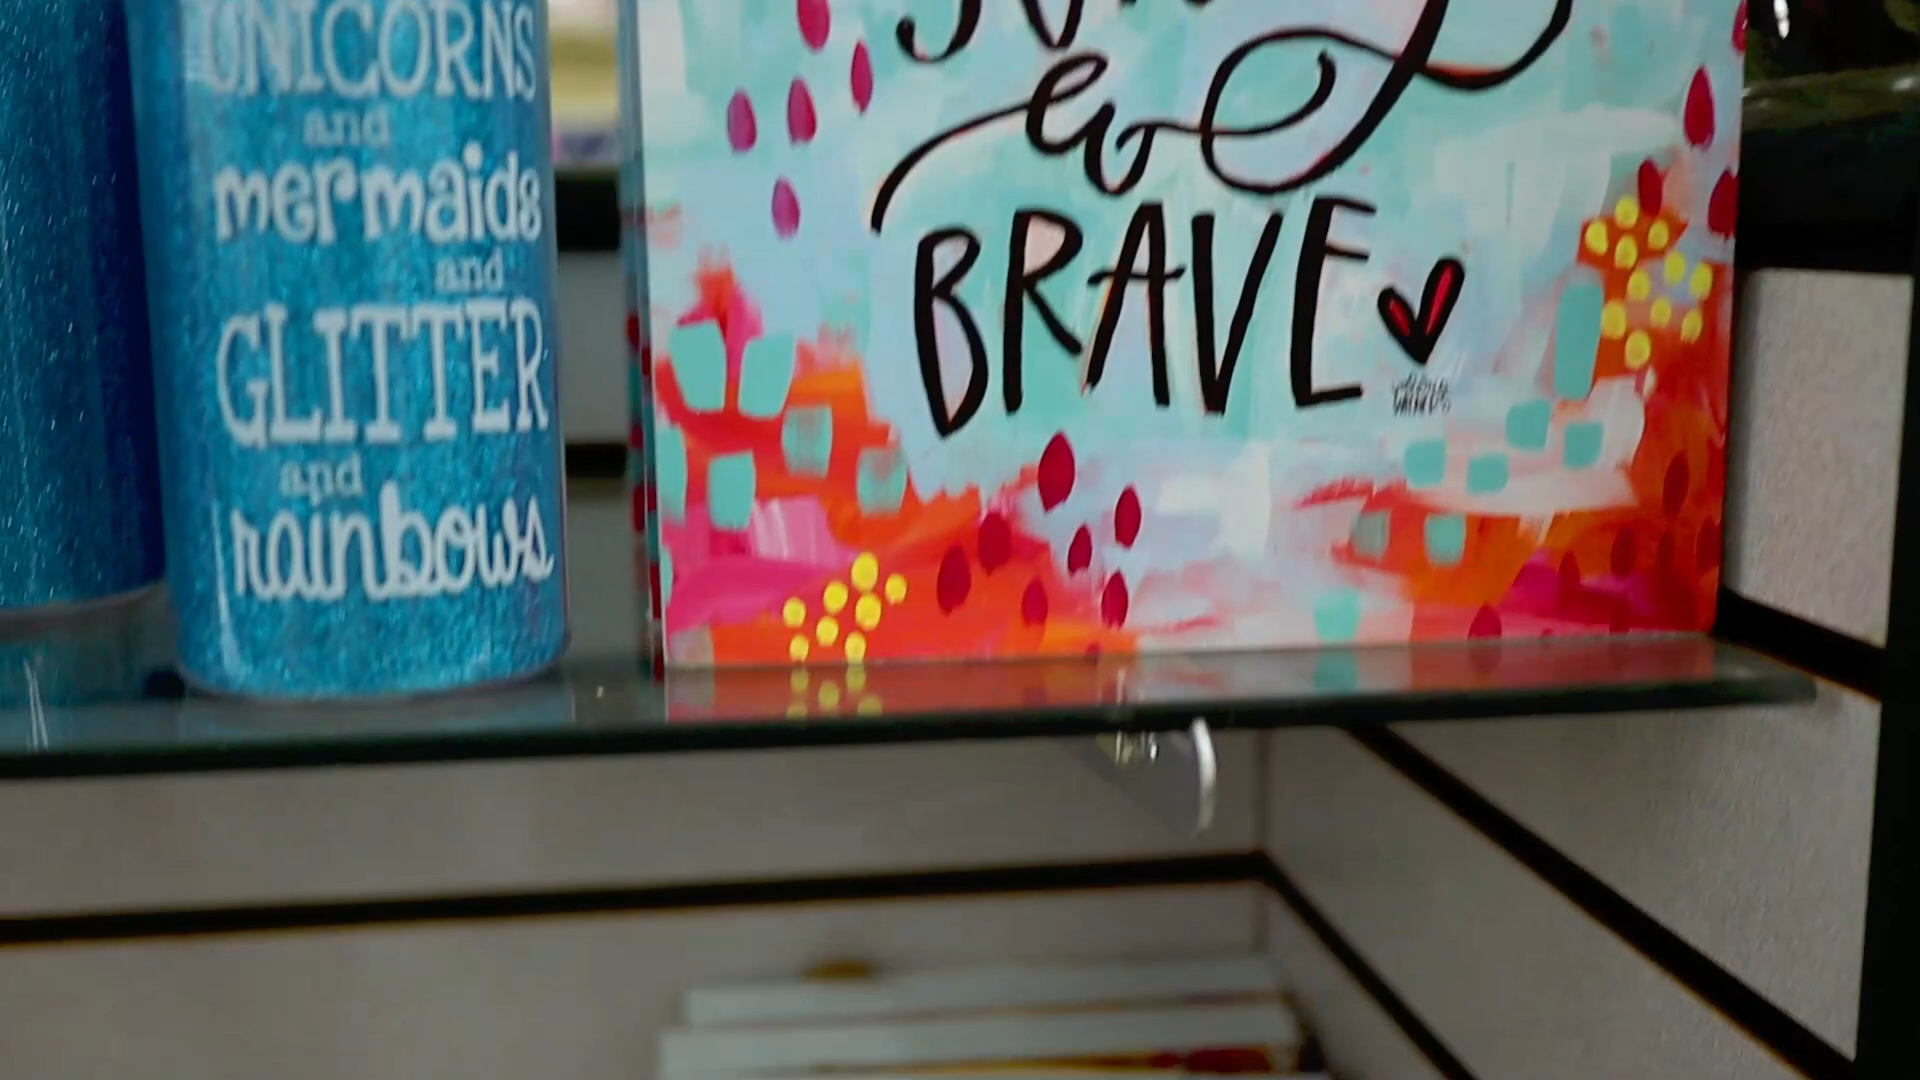 UNICORNS
and
mermaids
and
GLITTER
and
rainbows
&
BRAVE